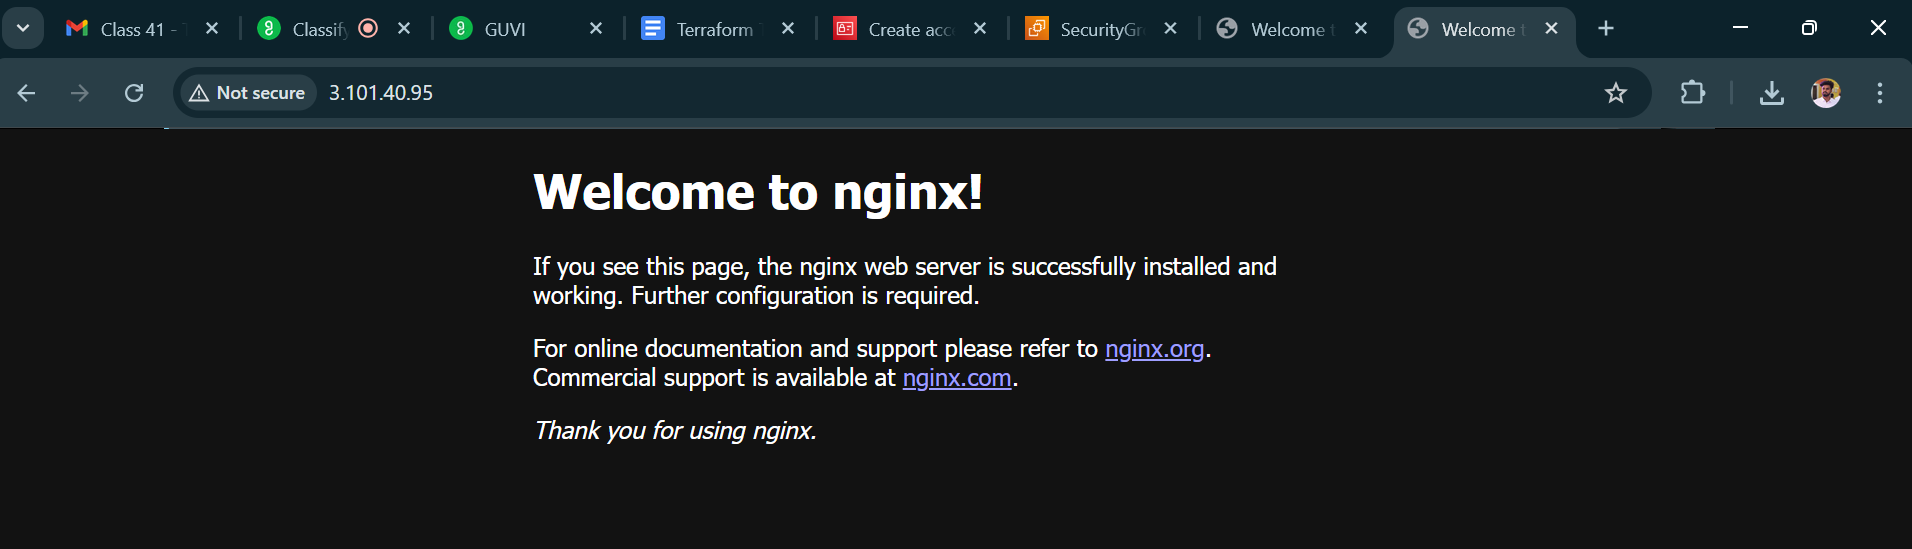 Class 41 -
Classify
GUVI
Terraform
Create acc
SecurityGr
Welcome t
Welcome t
Not secure
3.101.40.95
Welcome to nginx!
If you see this page, the nginx web server is successfully installed and
working. Further configuration is required.
For online documentation and support please refer to nginx.org.
Commercial support is available at nginx.com.
Thank you for using nginx.